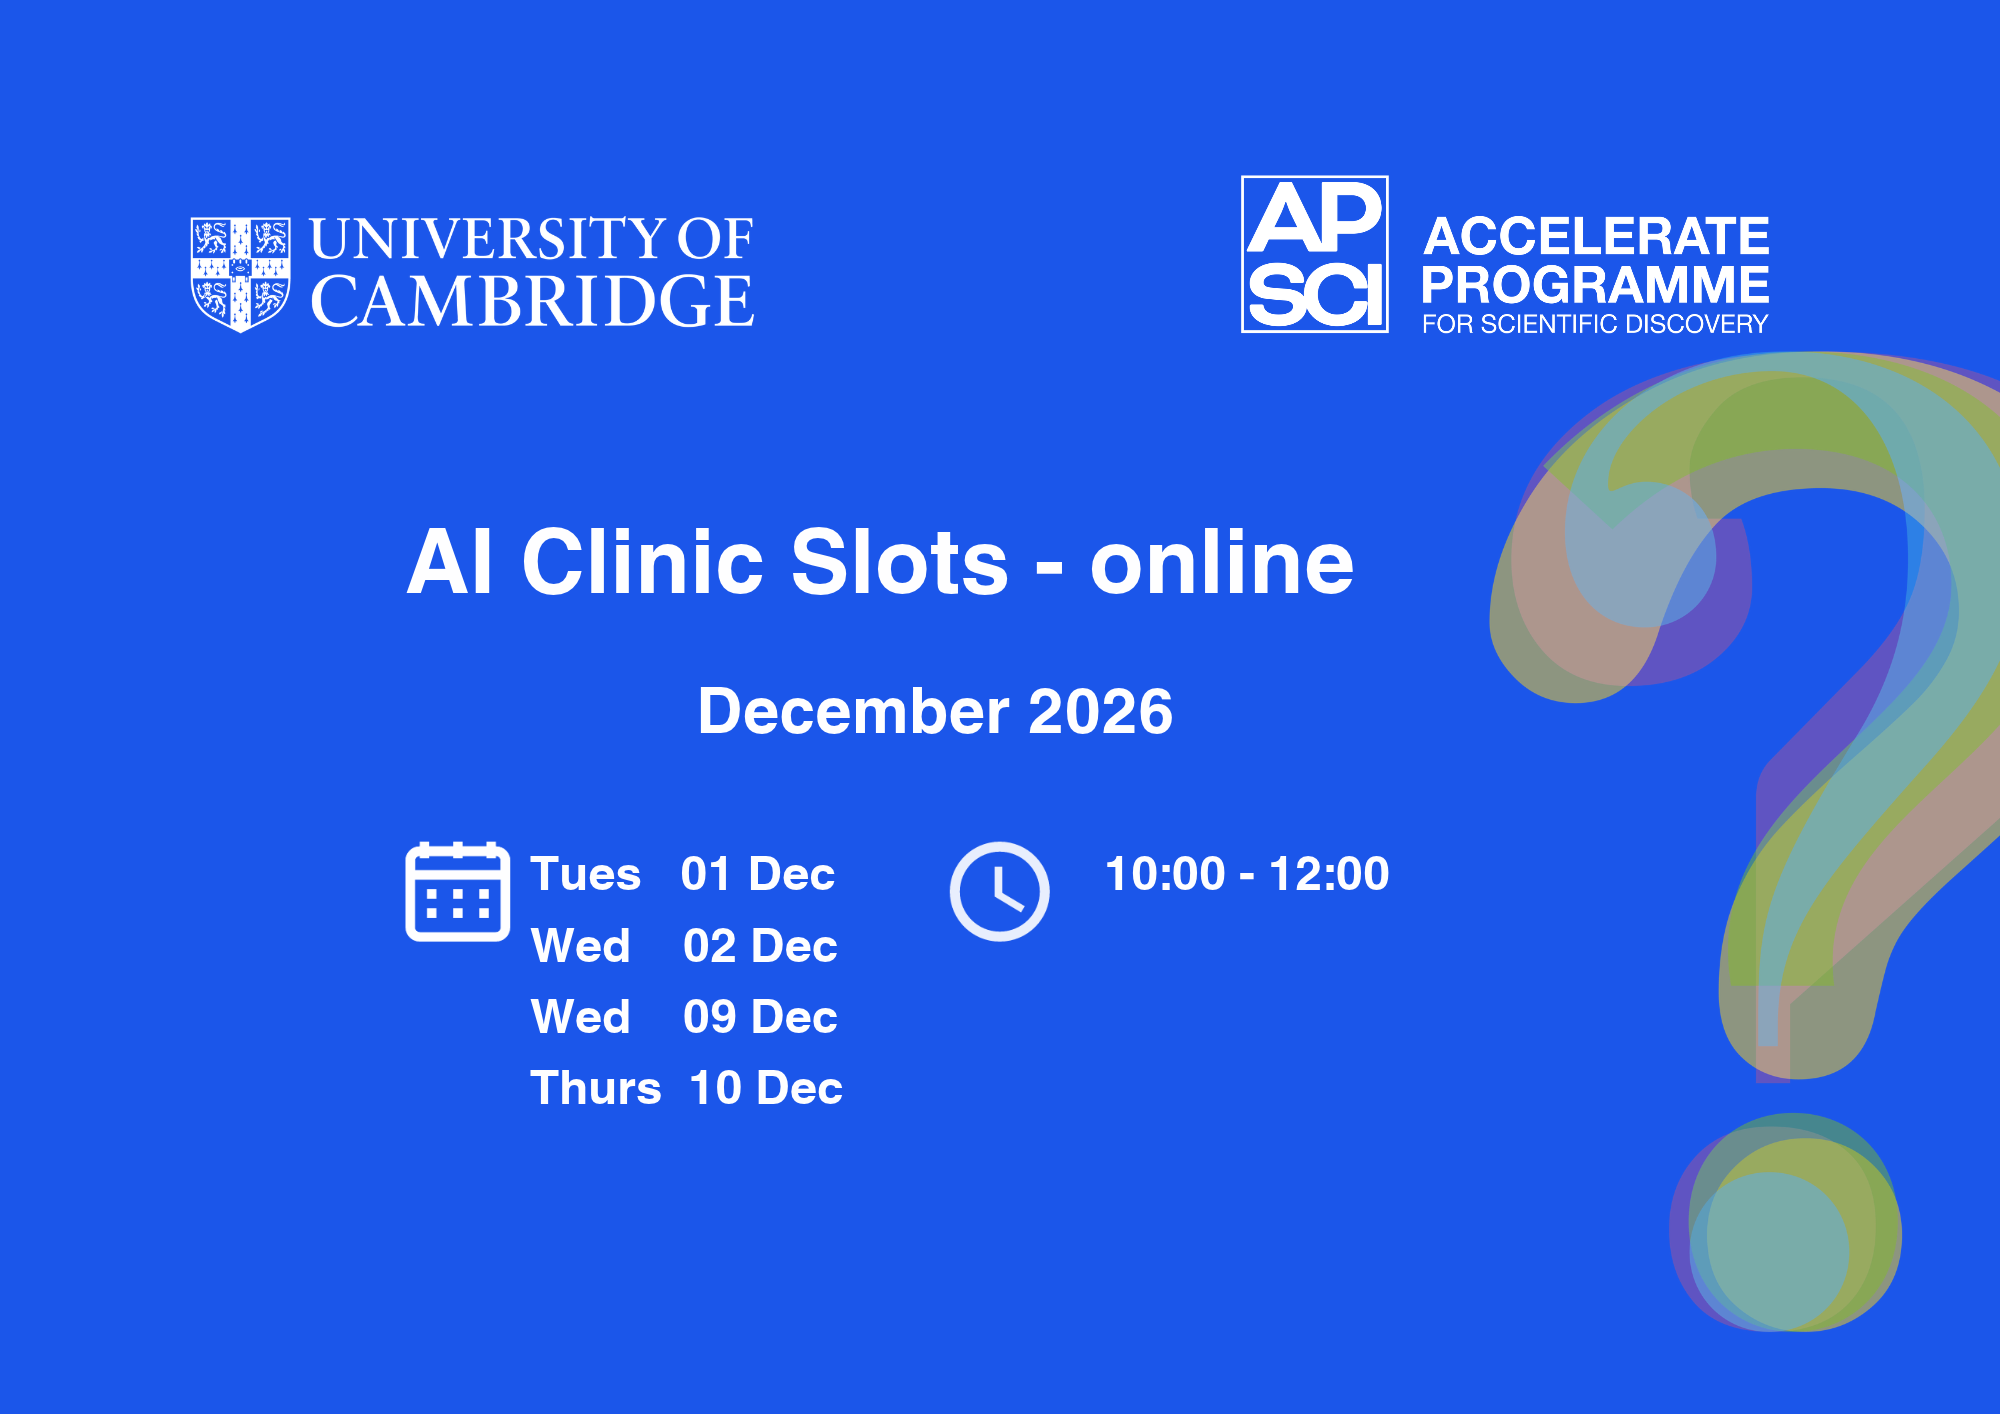 UNIVERSITY OF
CAMBRIDGE
AP
SCI
ACCELERATE
PROGRAMME
FOR SCIENTIFIC DISCOVERY
AI Clinic Slots - online
December 2026
Tues 01 Dec
10:00 - 12:00
Wed 02 Dec
Wed 09 Dec
Thurs 10 Dec